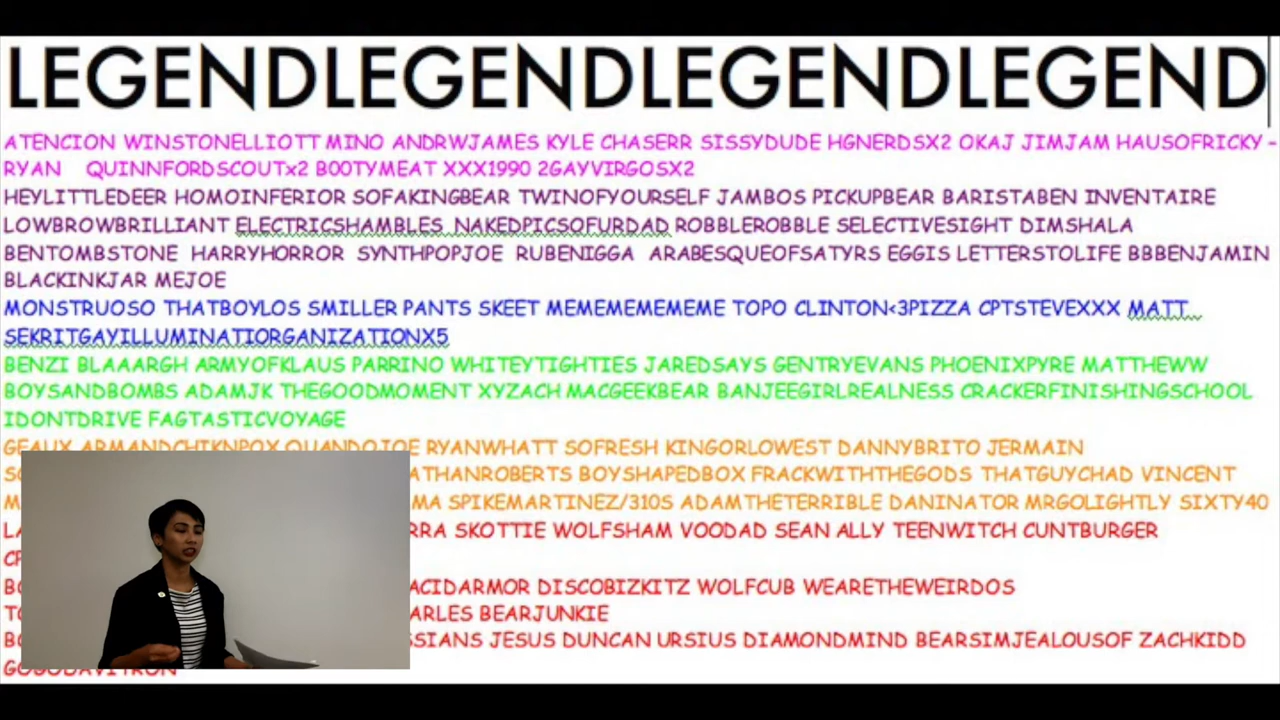 LEGENDLEGENDLEGENDLEGENDLEGEND
ATENCION WINSTONELLIOTT MINO ANDRWJAMES KYLE CHASERR SISSYDUDE HGNERDSX2 OKAJ JIMJAM HAUSOFRICKY -
RYAN QUINNFORDSCOUTx2 B00TYMEAT XXX1990 2GAYVIRGOSX2
HEYLITTLEDEER HOMOINFERIOR SOFAKINGBEAR TWINOFYOURSELF JAMBOS PICKUPBEAR BARISTABEN INVENTAIRE
LOWBROWBRILLIANT ELECTRICSHAMBLES NAKEDPICSOFURDAD ROBBLEROBBLE SELECTIVESIGHT DIMSHALA
BENTOMBSTONE HARRYHORROR SYNTHPOPJOE RUBENIGGA ARABESQUEOFSATYRS EGGIS LETTERSTOLIFE BBBENJAMIN
BLACKINKJAR MEJOE
MONSTRUOSO THATBOYLOS SMILLER PANTS SKEET MEMEMEMEMEME TOPO CLINTON<3PIZZA CPTSTEVEXXX MATT
SEKRITGAYILLUMINATIORGANIZATIONX5
BENZI BLAAARGH ARMYOFKLAUS PARRINO WHITEYTIGHTIES JAREDSAYS GENTRYEVANS PHOENIXPYRE MATTHEWW
BOYSANDBOMBS ADAMJK THEGOODMOMENT XYZACH MACGEEKBEAR BANJEEGIRLREALNESS CRACKERFINISHINGSCHOOL
IDONTDRIVE FAGTASTICVOYAGE
GEAUX ARMANDCHIKNPOX QUANDOJOE RYANWHATT SOFRESH KINGORLOWEST DANNYBRITO JERMAIN
ATHANROBERTS BOYSHAPEDBOX FRACKWITHTHEGODS THATGUYCHAD VINCENT
MA SPIKEMARTINEZ/310S ADAMTHETERRIBLE DANINATOR MRGOLIGHTLY SIXTY40
RRA SKOTTIE WOLFSHAM VOODAD SEAN ALLY TEENWITCH CUNTBURGER
ACIDARMOR DISCOBIZKITZ WOLFCUB WEARETHEWEIRDOS
ARLES BEARJUNKIE
SSIANS JESUS DUNCAN URSIUS DIAMONDMIND BEARSIMJEALOUSOF ZACHKIDD